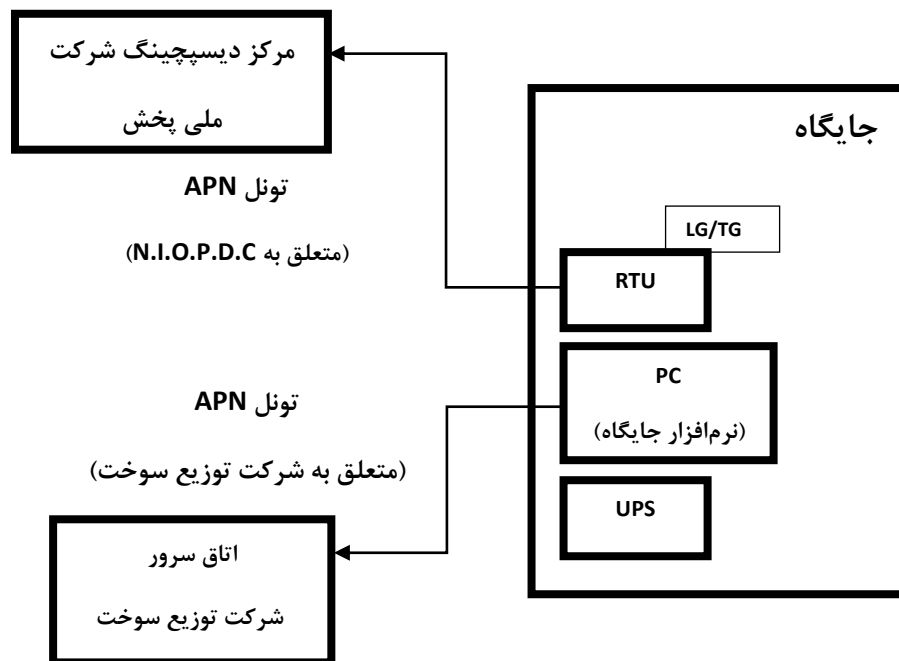 مرکز دیسپچینگ شرکت
ملی پخش
تونل APN
(متعلق به N.I.O.P.D.C)
جایگاه
LG/TG
RTU
PC
(نرم‌افزار جایگاه)
UPS
تونل APN
(متعلق به شرکت توزیع سوخت)
اتاق سرور
شرکت توزیع سوخت